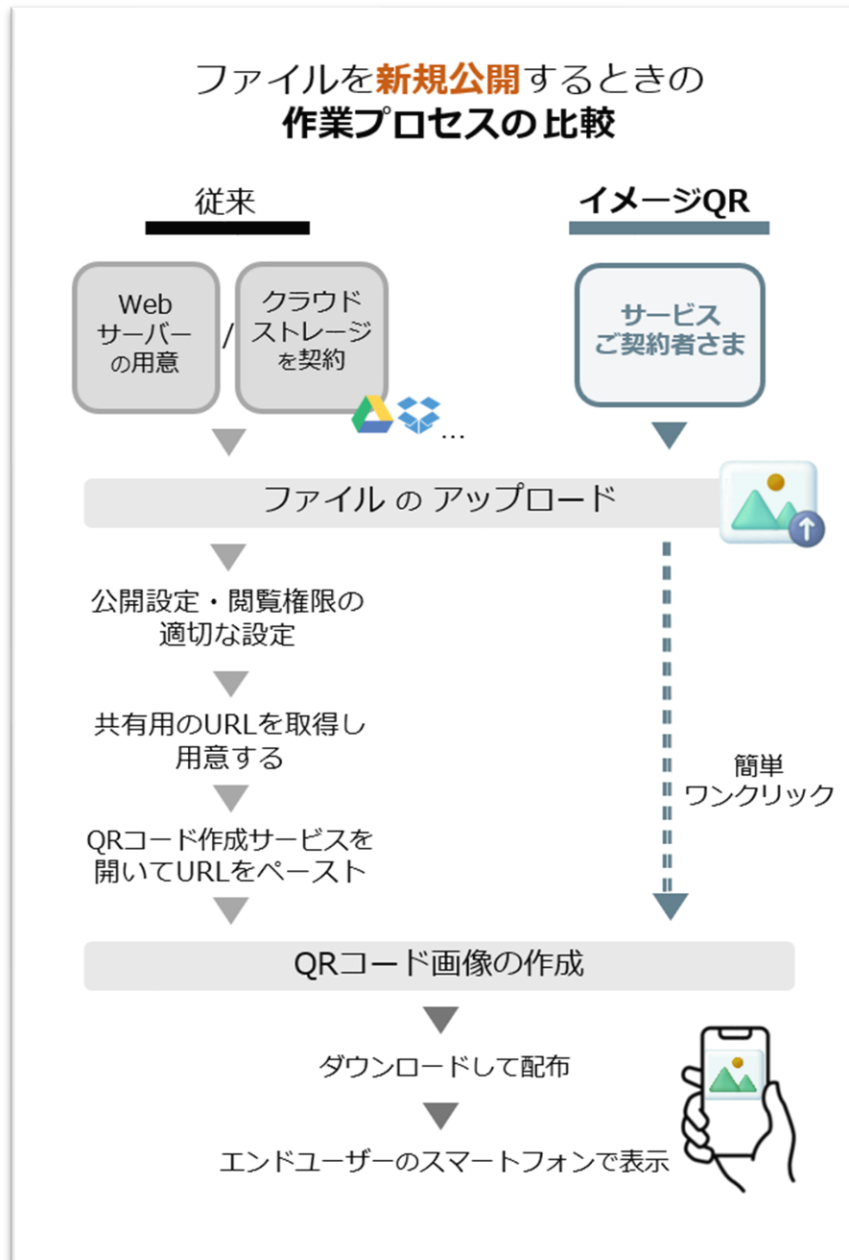 ファイルを新規公開するときの
作業プロセスの比較
従来
イメージQR
Web
サーバー
の用意
/
クラウド
ストレージ
を契約
...
サービス
ご契約者さま
ファイル の アップロード
公開設定・閲覧権限の
適切な設定
共有用のURLを取得し
用意する
QRコード作成サービスを
開いてURLをペースト
簡単
ワンクリック
QRコード画像の作成
ダウンロードして配布
エンドユーザーのスマートフォンで表示